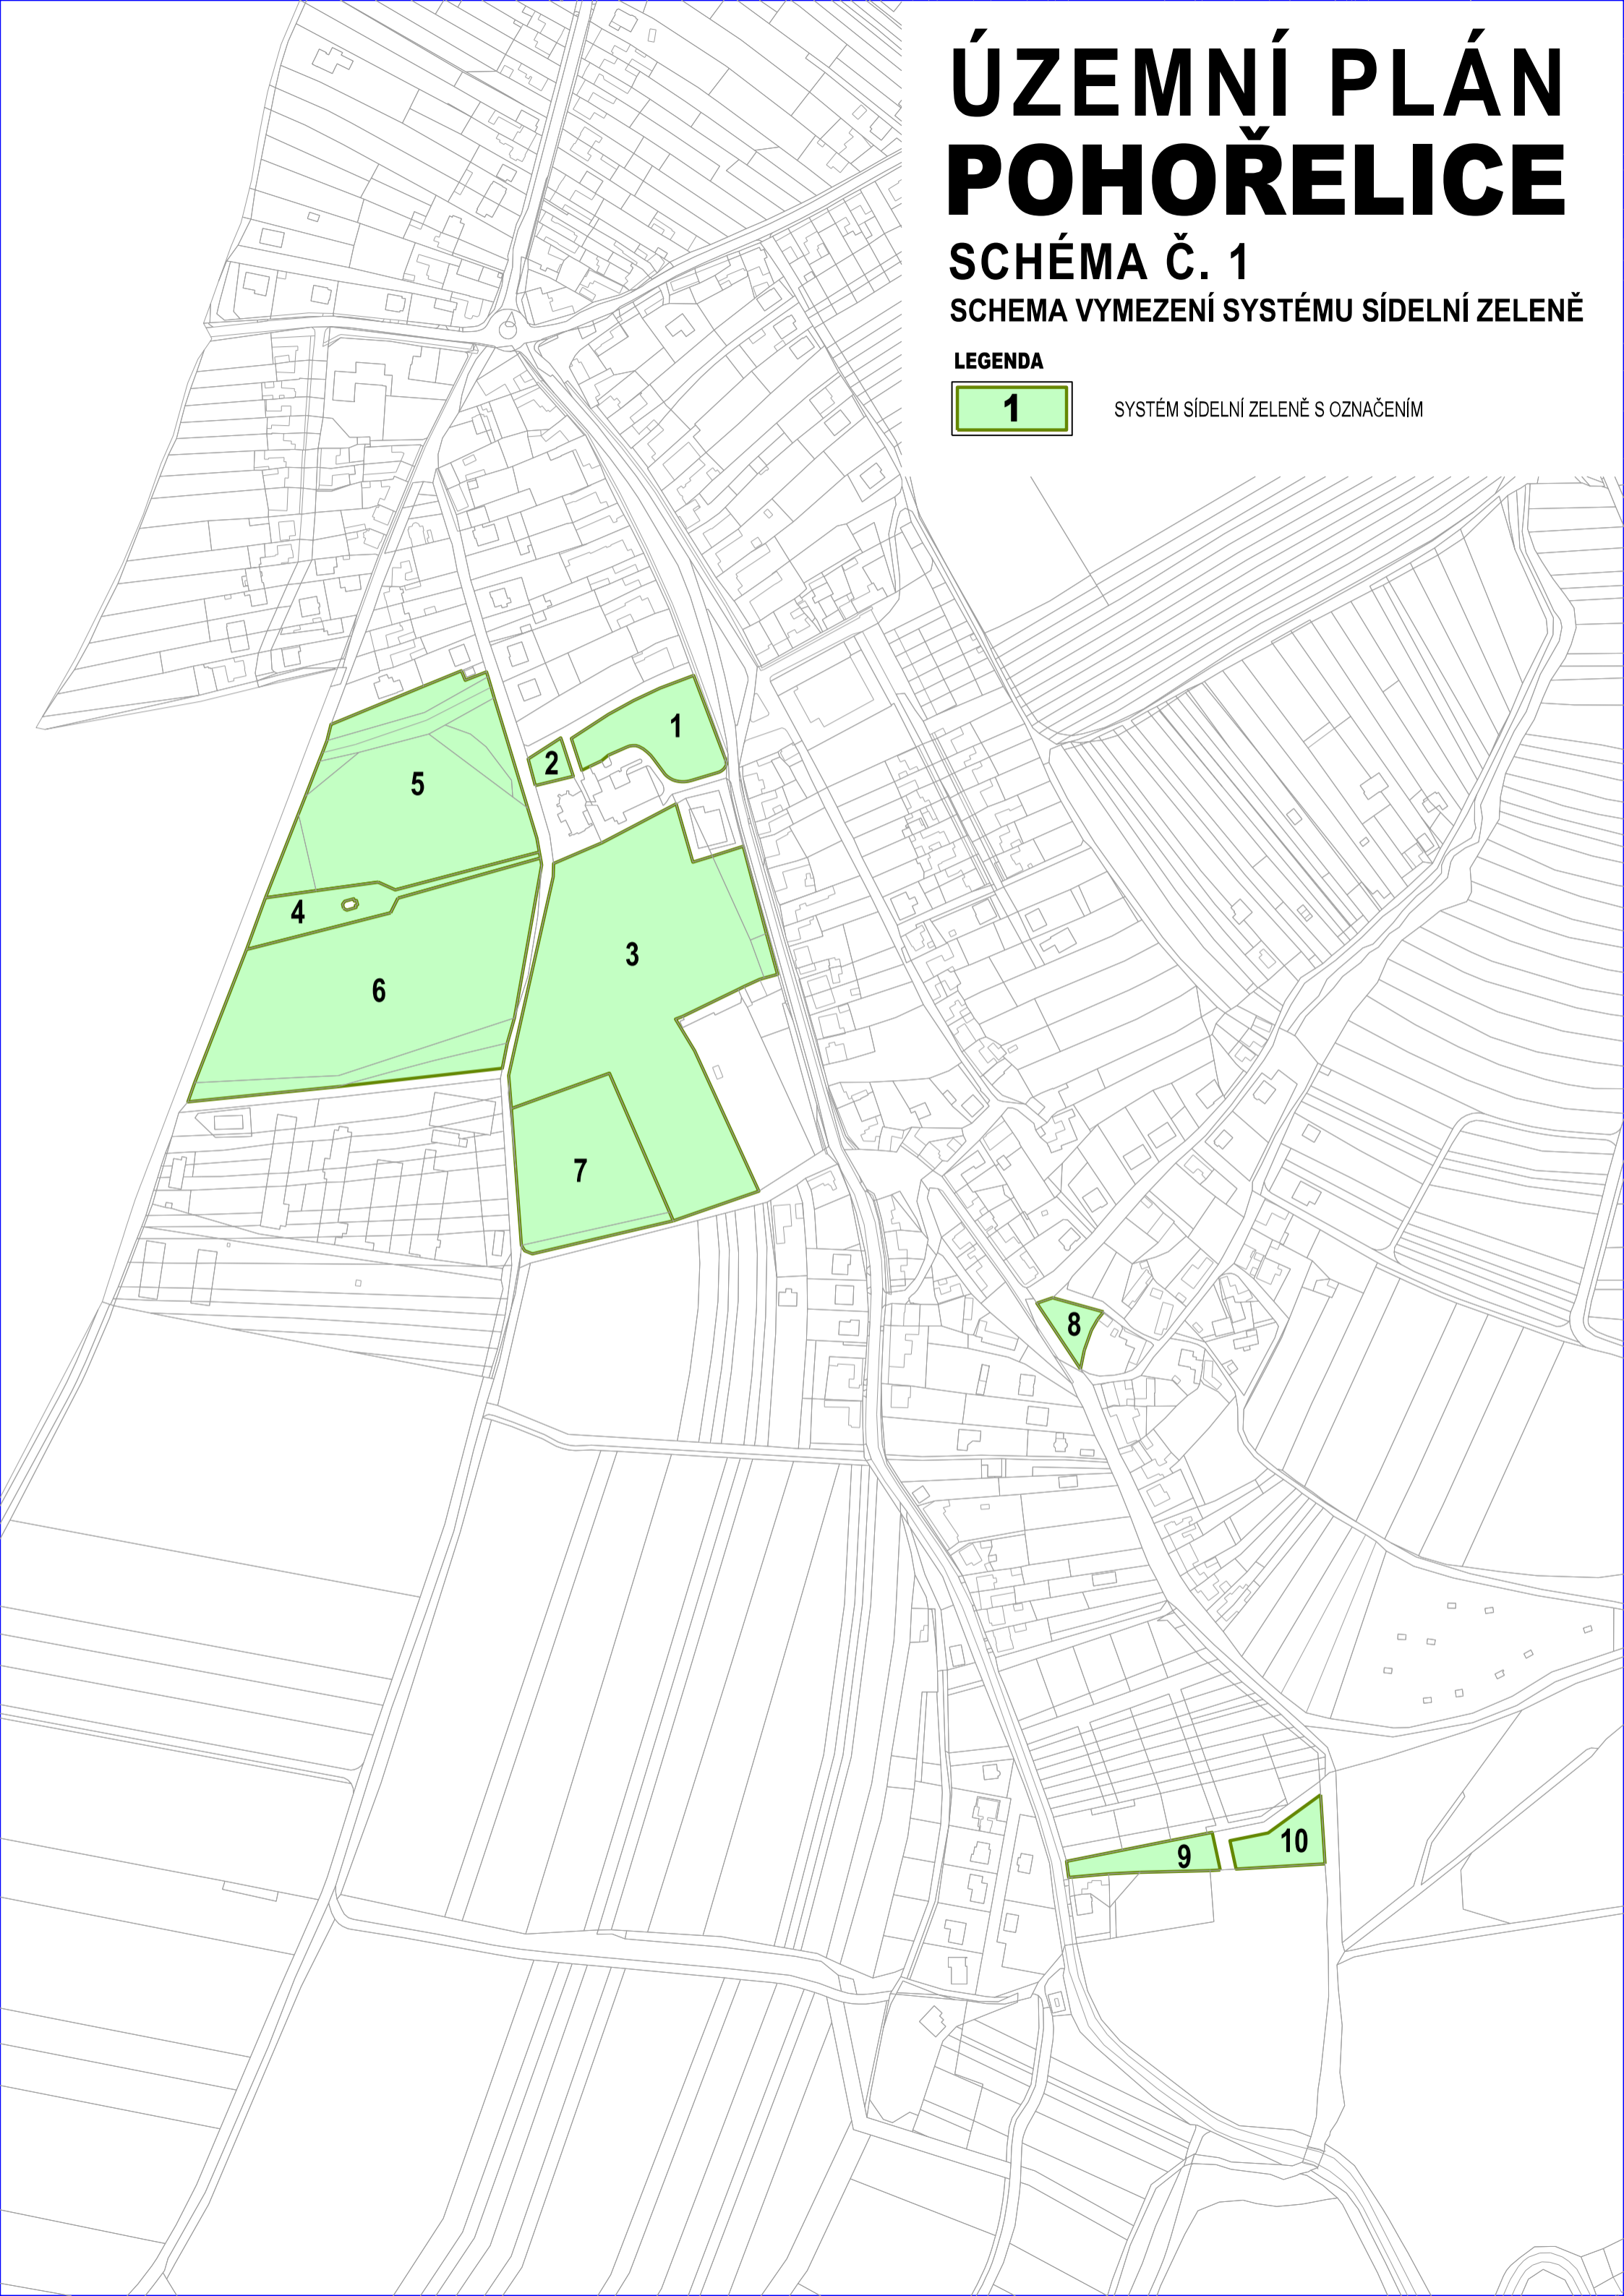 ÚZEMNÍ PLÁN
POHOŘELICE
SCHÉMA Č. 1
SCHEMA VYMEZENÍ SYSTÉMU SÍDELNÍ ZELENĚ
LEGENDA
1 SYSTÉM SÍDELNÍ ZELENĚ S OZNAČENÍM
1
2
5
4
3
6
7
8
10
9